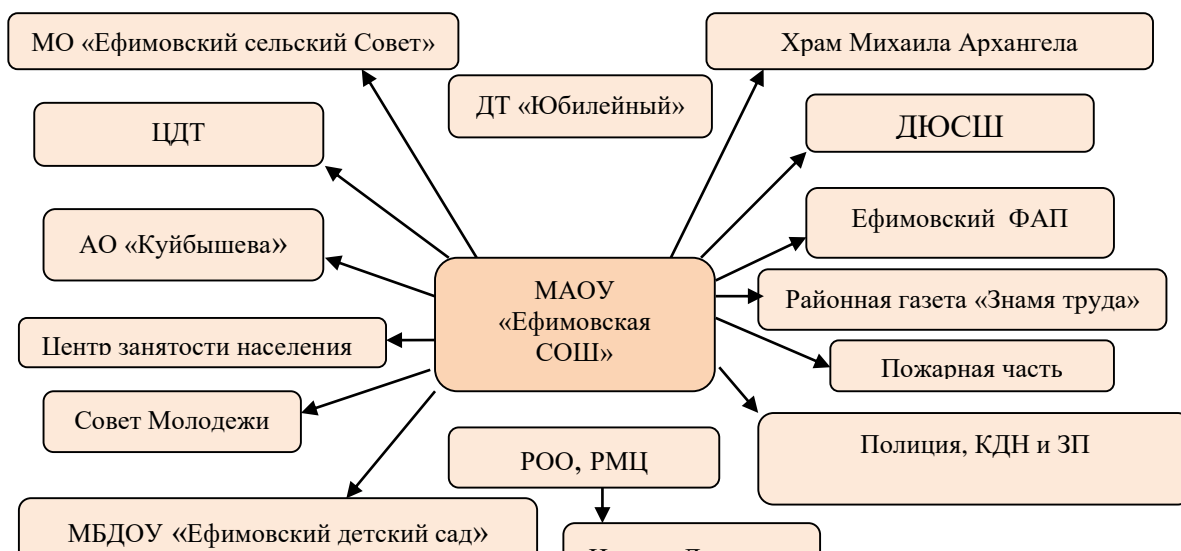 МО «Ефимовский сельский Совет»
Храм Михаила Архангела
ДТ «Юбилейный»
ЦДТ
ДЮСШ
Ефимовский ФАП
АО «Куйбышева»
МАОУ
«Ефимовская
СОШ»
Районная газета «Знамя труда»
Центр занятости населения
Пожарная часть
Совет Молодежи
Полиция, КДН и ЗП
РОО, РМЦ
МБДОУ «Ефимовский детский сад»